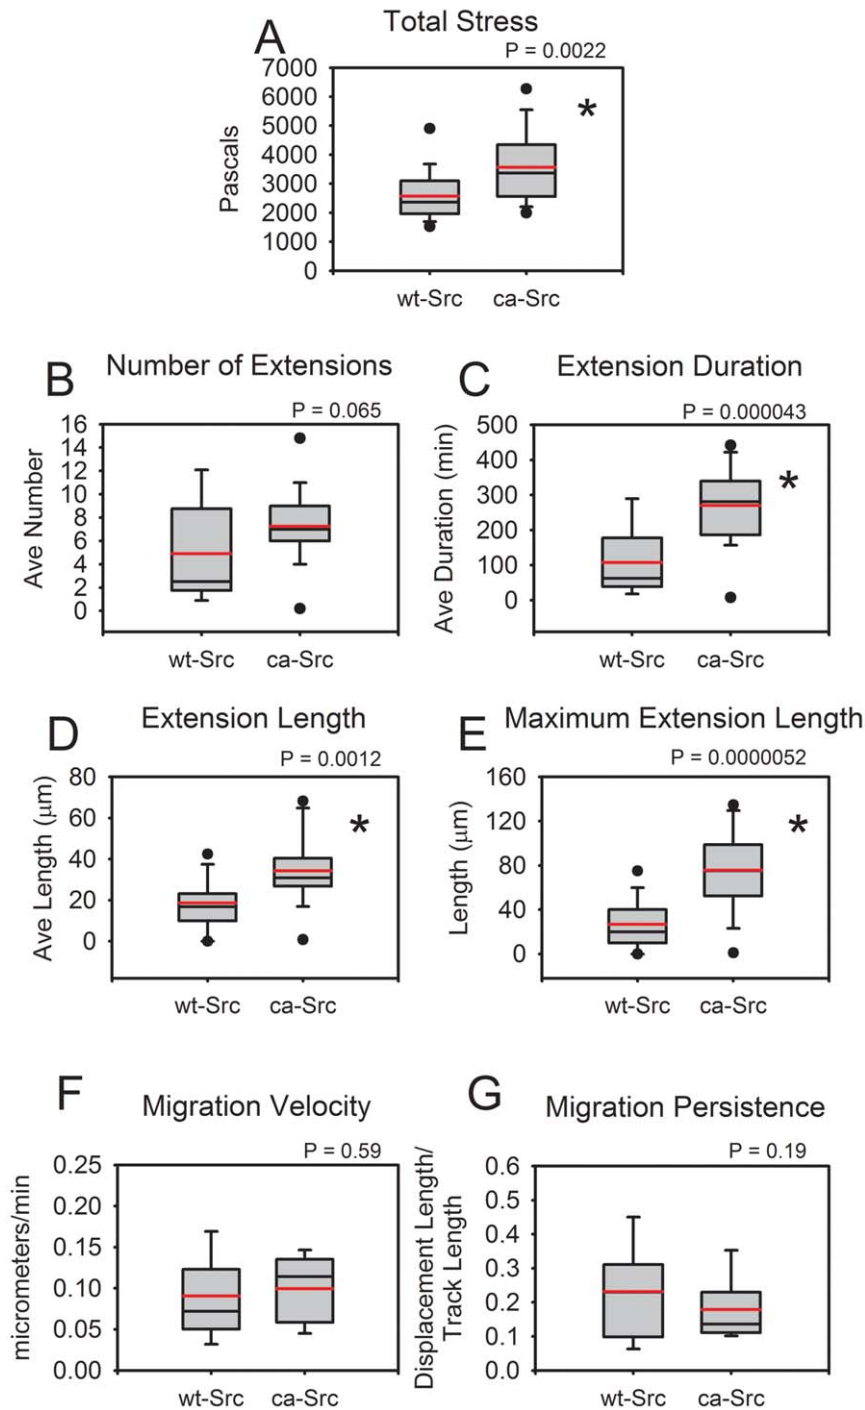 A
Total Stress
P = 0.0022
Pascals
7000
6000
5000
4000
3000
2000
1000
0
*
wt-Src
ca-Src
B
Number of Extensions
P = 0.065
Ave Number
16
14
12
10
8
6
4
2
0
wt-Src
ca-Src
C
Extension Duration
P = 0.000043
Ave Duration (min)
500
400
300
200
100
0
*
wt-Src
ca-Src
D
Extension Length
P = 0.0012
Ave Length (μm)
80
60
40
20
0
*
wt-Src
ca-Src
E
Maximum Extension Length
P = 0.0000052
Length (μm)
160
120
80
40
0
*
wt-Src
ca-Src
F
Migration Velocity
P = 0.59
micrometers/min
0.25
0.20
0.15
0.10
0.05
0.00
wt-Src
ca-Src
G
Migration Persistence
P = 0.19
Displacement Length/
Track Length
0.6
0.5
0.4
0.3
0.2
0.1
0.0
wt-Src
ca-Src